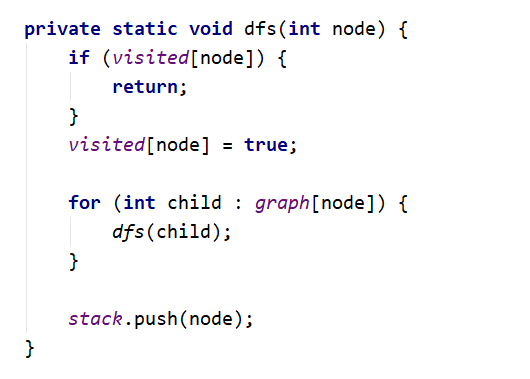 private static void dfs(int node) {
    if (visited[node]) {
        return;
    }
    visited[node] = true;

    for (int child : graph[node]) {
        dfs(child);
    }

    stack.push(node);
}